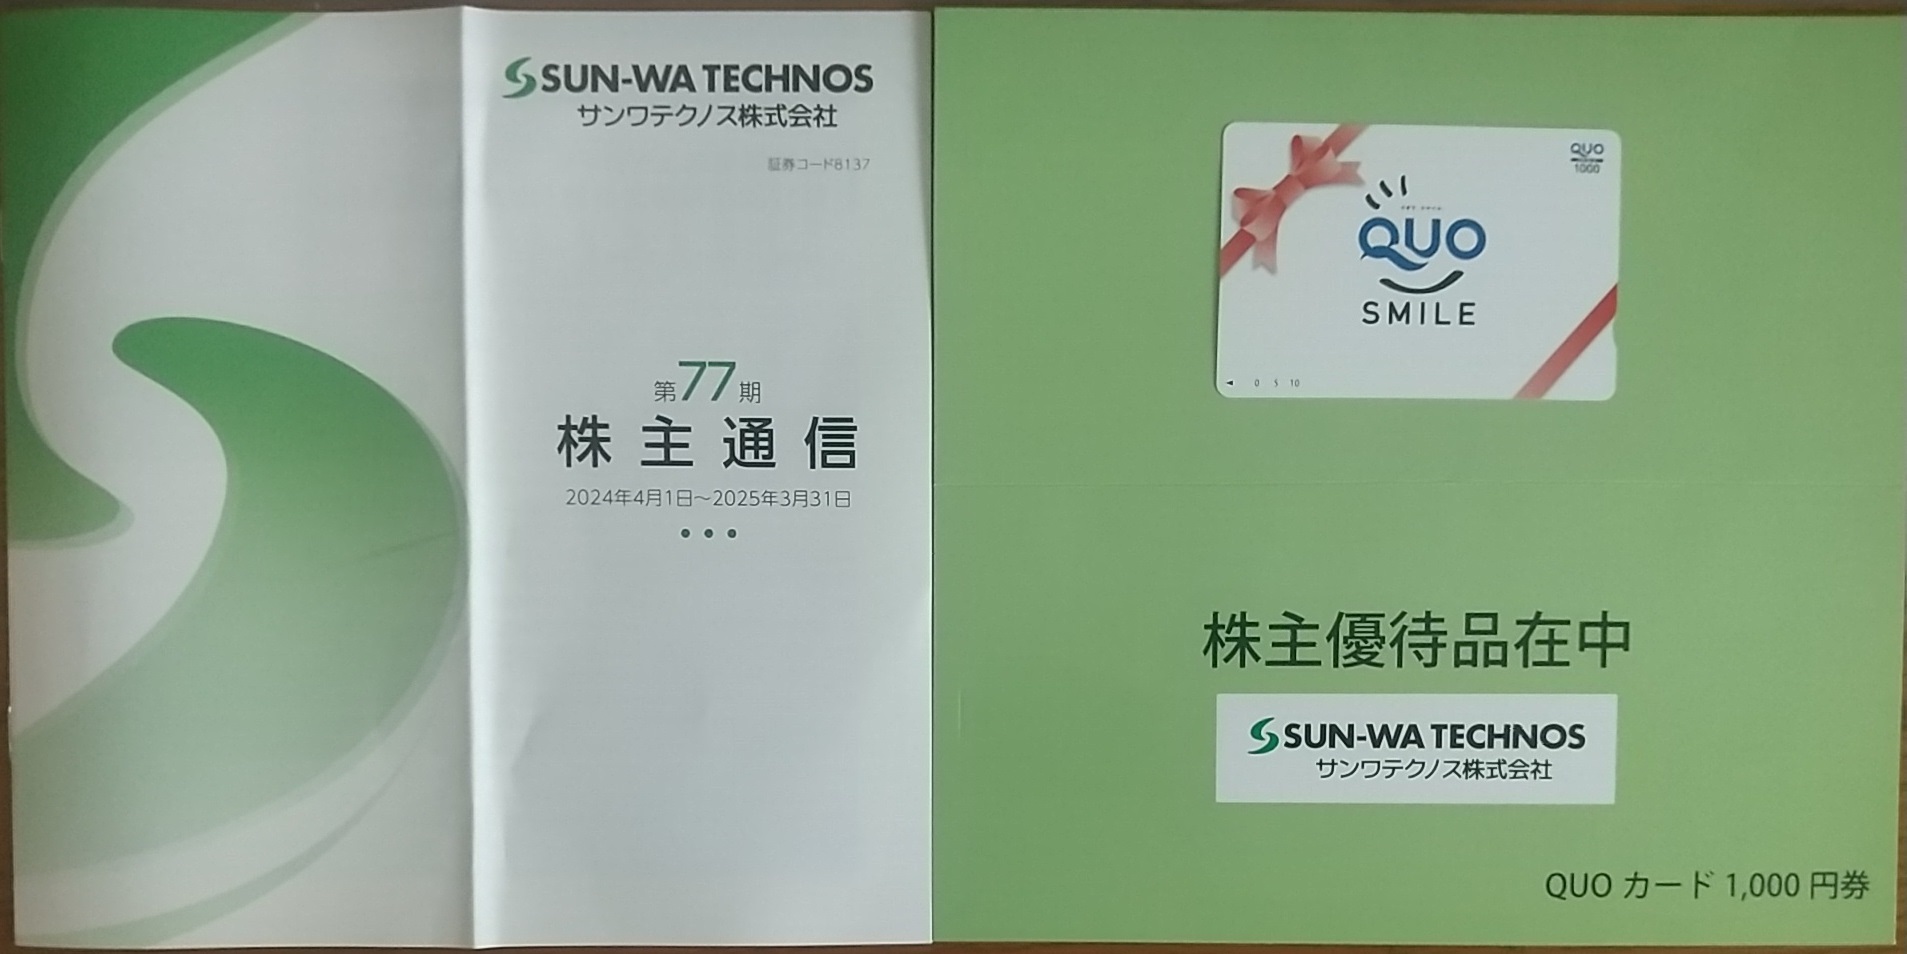 SUN-WA TECHNOS
サンワテクノス株式会社
証券コード8137
第77期
株主通信
2024年4月1日～2025年3月31日
QUO
1000
QUO
SMILE
0 5 10
株主優待品在中
SUN-WA TECHNOS
サンワテクノス株式会社
QUO カード 1,000 円券